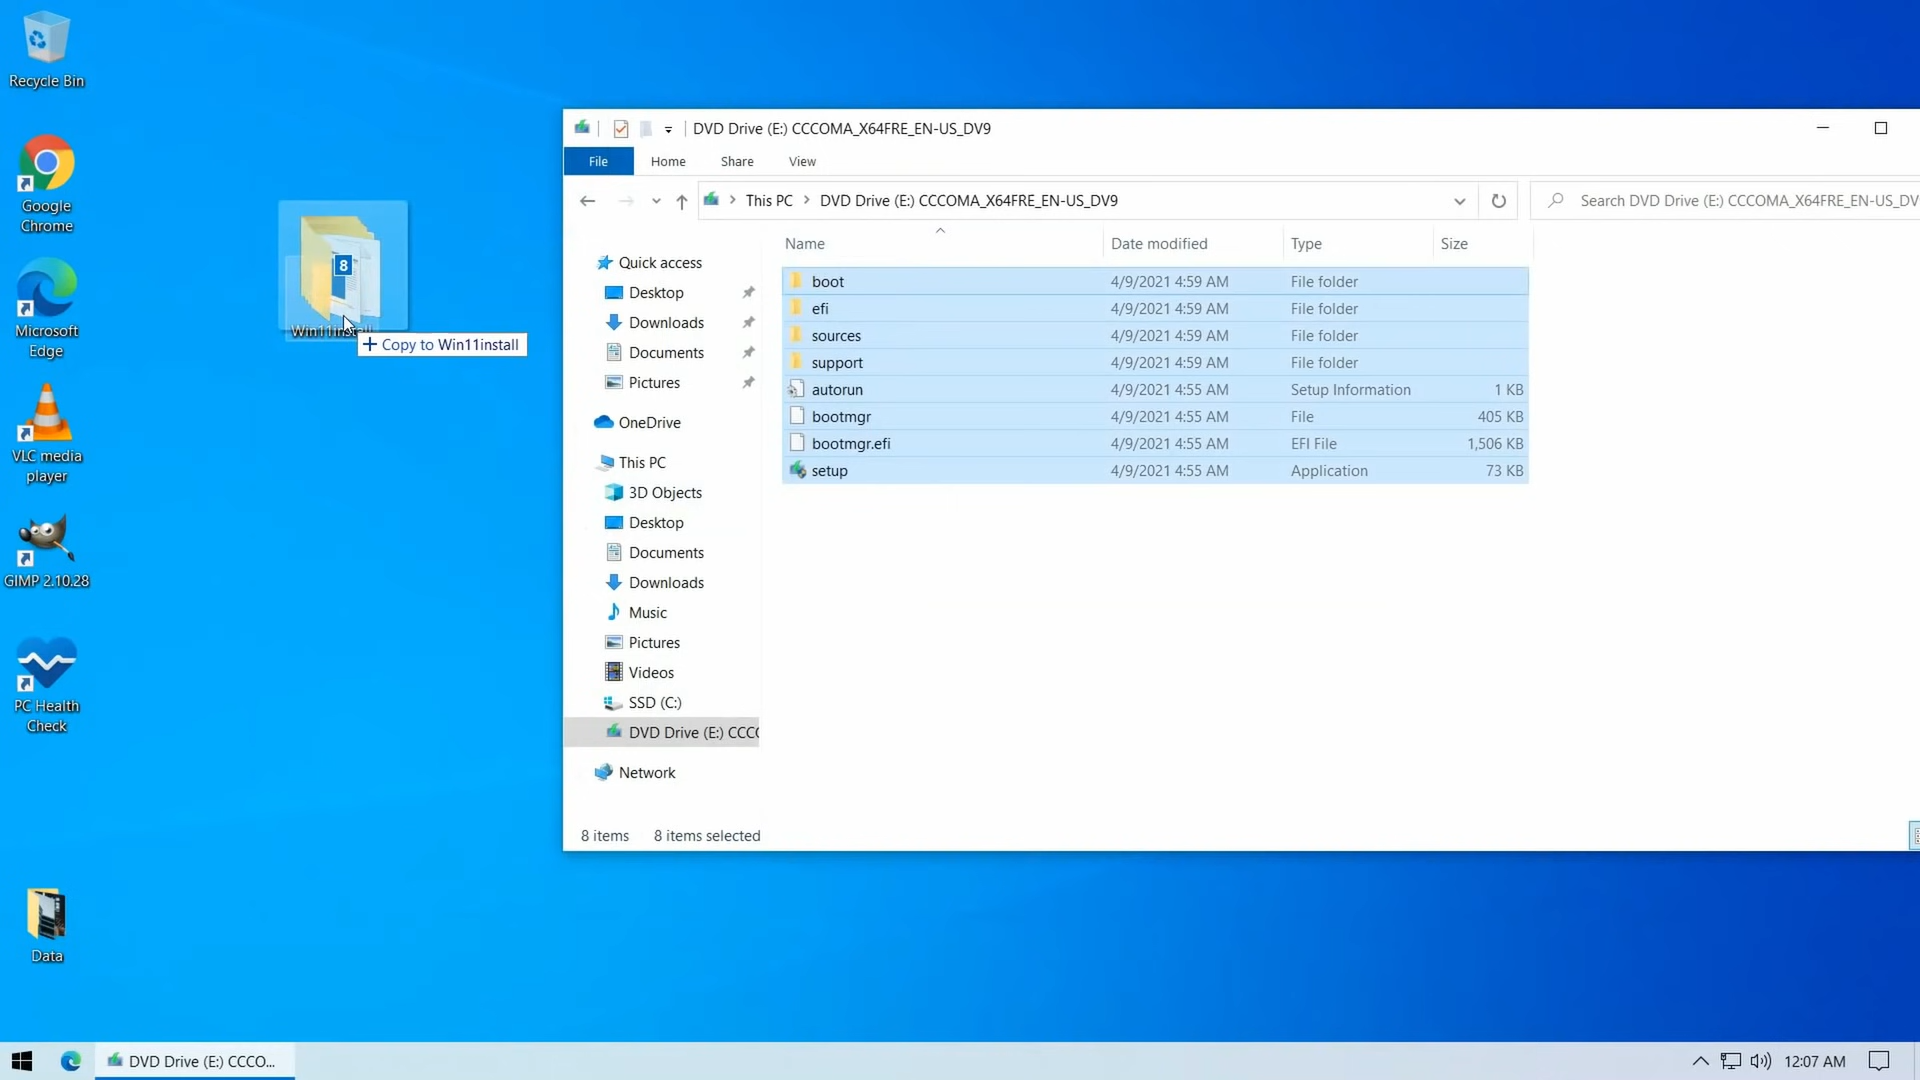 Recycle Bin
Google
Chrome
Microsoft
Edge
VLC media
player
GIMP 2.10.28
PC Health
Check
Data
8
+ Copy to Win11install
DVD Drive (E:) CCCOMA_X64FRE_EN-US_DV9
File Home Share View
This PC > DVD Drive (E:) CCCOMA_X64FRE_EN-US_DV9
Search DVD Drive (E:) CCCOMA_X64FRE_EN-US_DV
Quick access
Desktop
Downloads
Documents
Pictures
OneDrive
This PC
3D Objects
Desktop
Documents
Downloads
Music
Pictures
Videos
SSD (C:)
DVD Drive (E:) CCC
Network
Name Date modified Type Size
boot 4/9/2021 4:59 AM File folder
efi 4/9/2021 4:59 AM File folder
sources 4/9/2021 4:59 AM File folder
support 4/9/2021 4:59 AM File folder
autorun 4/9/2021 4:55 AM Setup Information 1 KB
bootmgr 4/9/2021 4:55 AM File 405 KB
bootmgr.efi 4/9/2021 4:55 AM EFI File 1,506 KB
setup 4/9/2021 4:55 AM Application 73 KB
8 items 8 items selected
DVD Drive (E:) CCCO...
12:07 AM